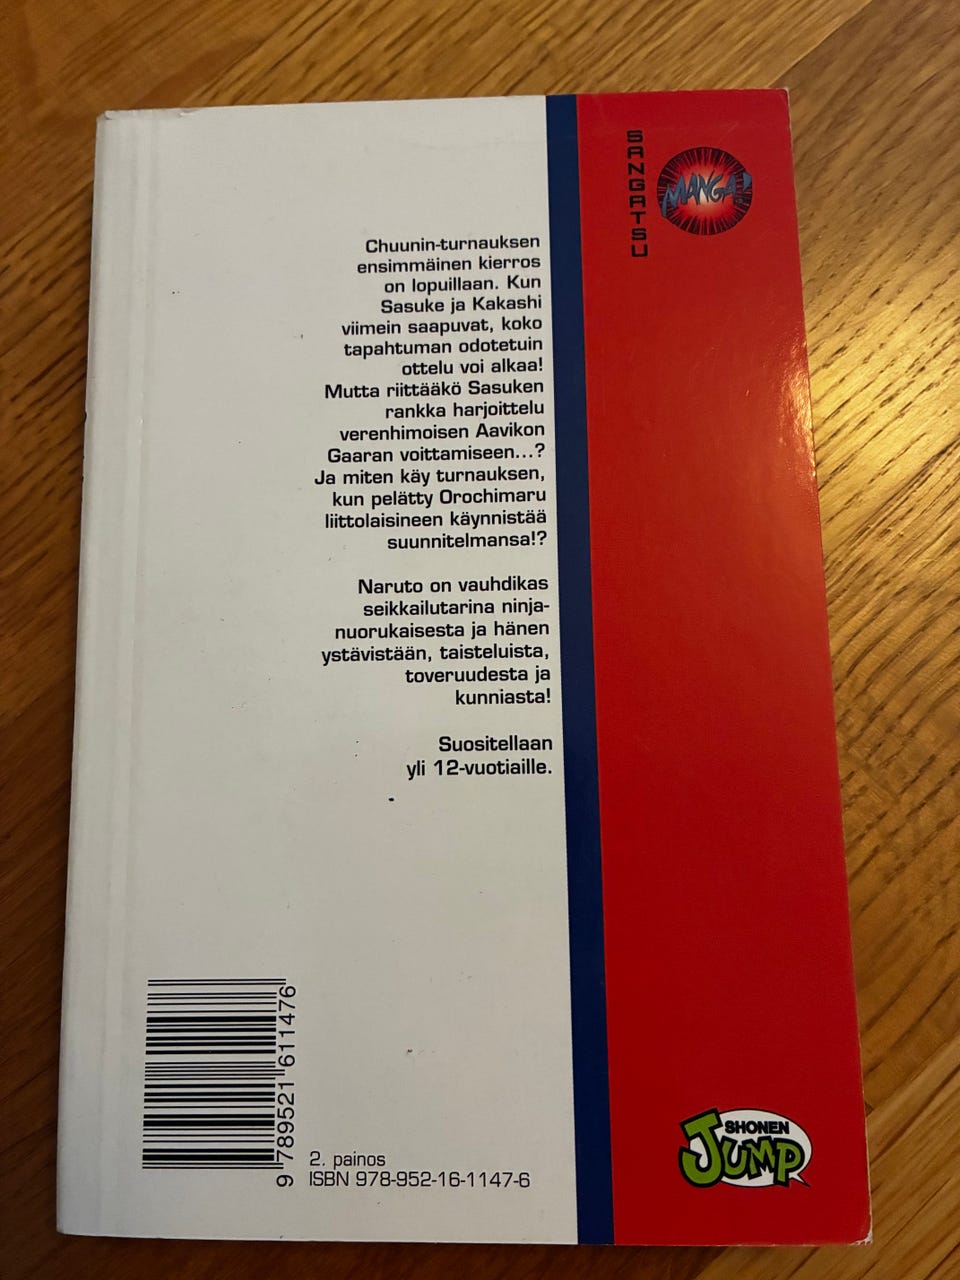 SANGATSU
MANGA!
Chuunin-turnauksen
ensimmäinen kierros
on lopuillaan. Kun
Sasuke ja Kakashi
viimein saapuvat, koko
tapahtuman odotetuin
ottelu voi alkaa!
Mutta riittääkö Sasuken
rankka harjoittelu
verenhimoisen Aavikon
Gaaran voittamiseen...?
Ja miten käy turnauksen,
kun pelätty Orochimaru
liittolaisineen käynnistää
suunnitelmansa!?
Naruto on vauhdikas
seikkailutarina ninja-
nuorukaisesta ja hänen
ystävistään, taisteluista,
toveruudesta ja
kunniasta!
Suositellaan
yli 12-vuotiaille.
9 789521 611476
2. painos
ISBN 978-952-16-1147-6
SHONEN
JUMP